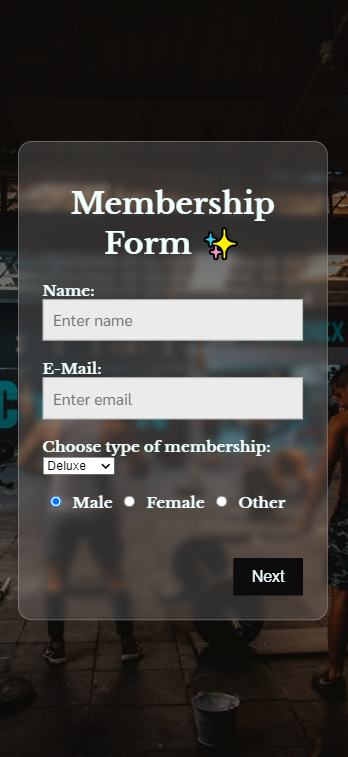 Membership
Form ✨
Name:
Enter name
E-Mail:
Enter email
Choose type of membership:
Deluxe
Male Female Other
Next